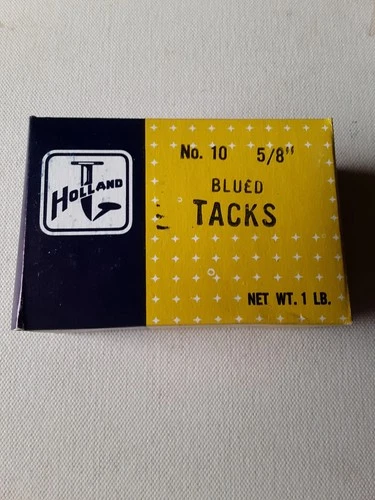 HOLLAND
No. 10 5/8"
BLUED
TACKS
NET WT. 1 LB.